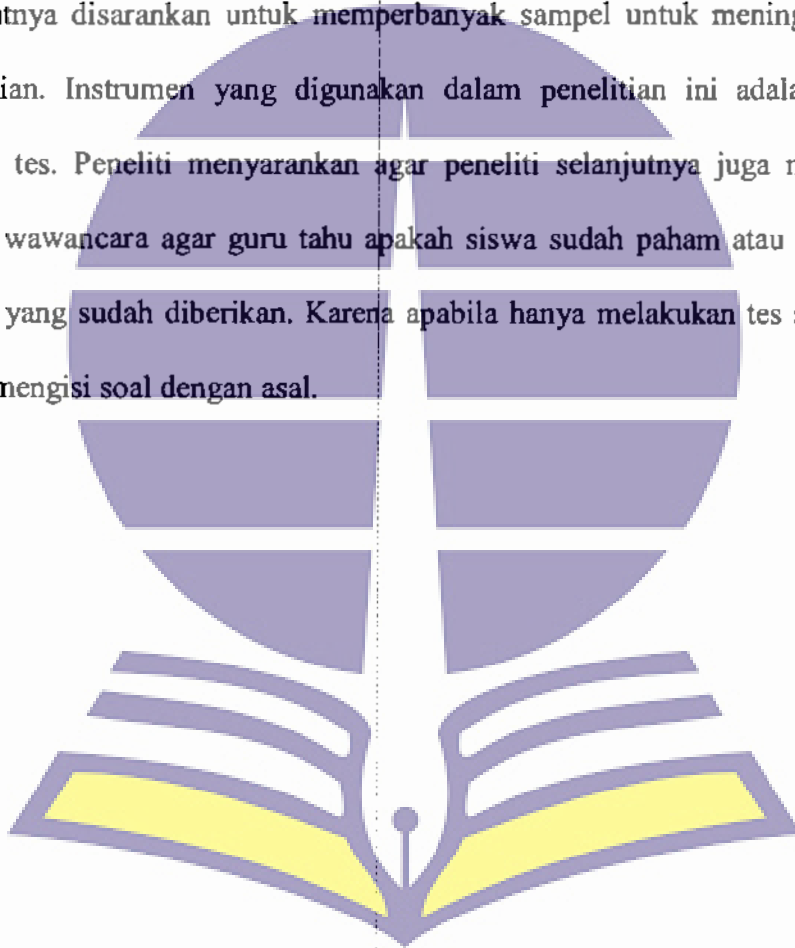 utnya disarankan untuk memperbanyak sampel untuk mening
ian. Instrumen yang digunakan dalam penelitian ini adala
tes. Peneliti menyarankan agar peneliti selanjutnya juga
wawancara agar guru tahu apakah siswa sudah paham atau
yang sudah diberikan. Karena apabila hanya melakukan tes
mengisi soal dengan asal.